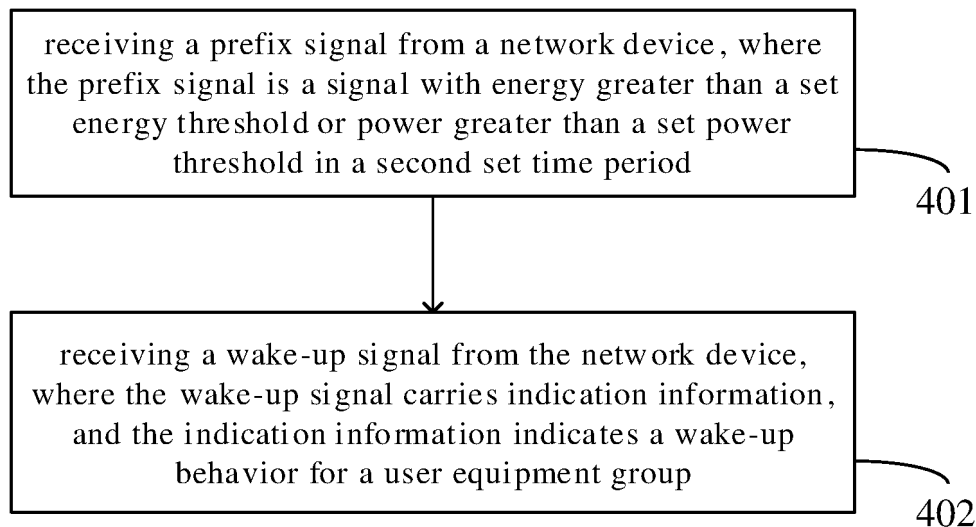 receiving a prefix signal from a network device, where
the prefix signal is a signal with energy greater than a set
energy threshold or power greater than a set power
threshold in a second set time period
401
receiving a wake-up signal from the network device,
where the wake-up signal carries indication information,
and the indication information indicates a wake-up
behavior for a user equipment group
402